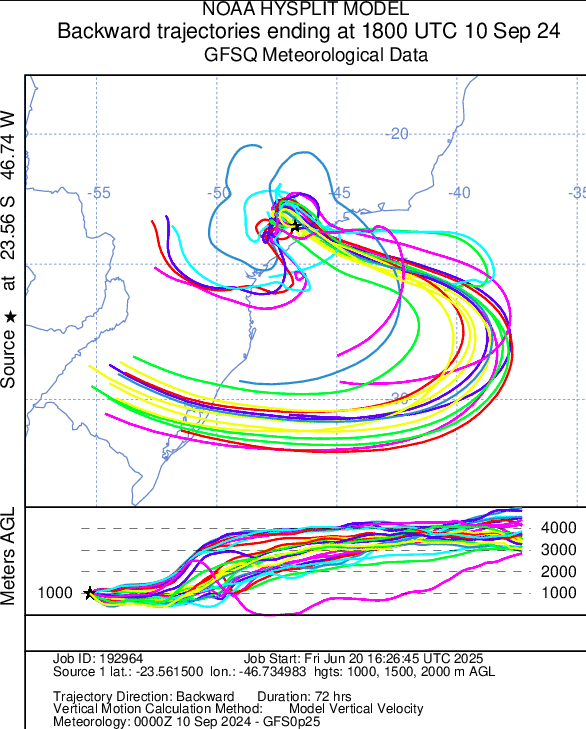 NOAA HYSPLIT MODEL
Backward trajectories ending at 1800 UTC 10 Sep 24
GFSQ Meteorological Data
Source ★ at 23.56 S 46.74 W
-20
-55
-50
-45
-40
-35
-30
Meters AGL
1000
4000
3000
2000
1000
Job ID: 192964 Job Start: Fri Jun 20 16:26:45 UTC 2025
Source 1 lat.: -23.561500 lon.: -46.734983 hgts: 1000, 1500, 2000 m AGL
Trajectory Direction: Backward Duration: 72 hrs
Vertical Motion Calculation Method: Model Vertical Velocity
Meteorology: 0000Z 10 Sep 2024 - GFS0p25